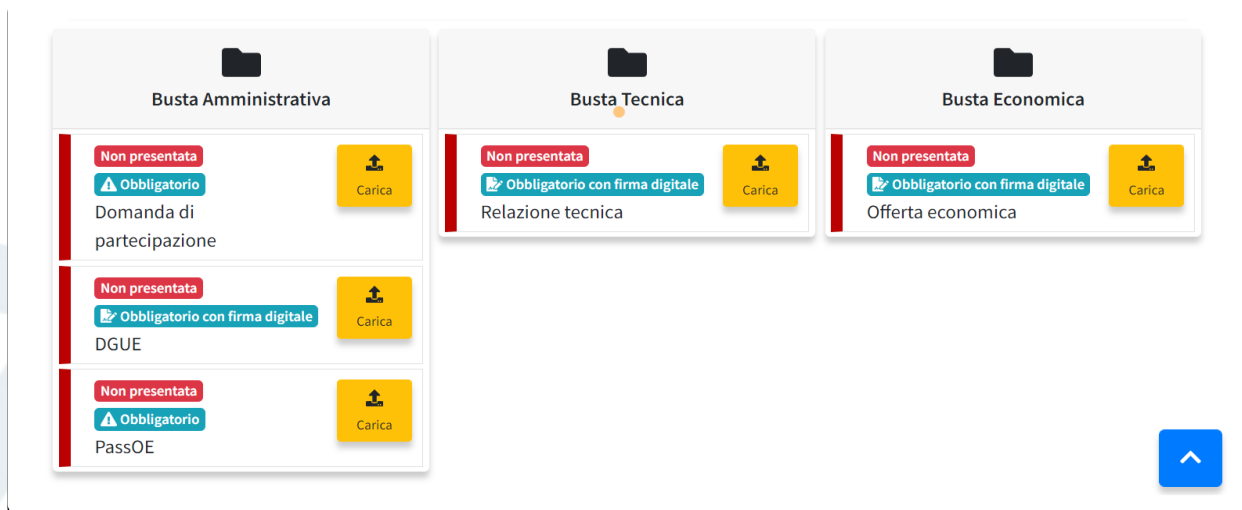 Busta Amministrativa
Non presentata
Obbligatorio
Carica
Domanda di
partecipazione
Non presentata
Obbligatorio con firma digitale
Carica
DGUE
Non presentata
Obbligatorio
Carica
PassOE
Busta Tecnica
Non presentata
Obbligatorio con firma digitale
Carica
Relazione tecnica
Busta Economica
Non presentata
Obbligatorio con firma digitale
Carica
Offerta economica